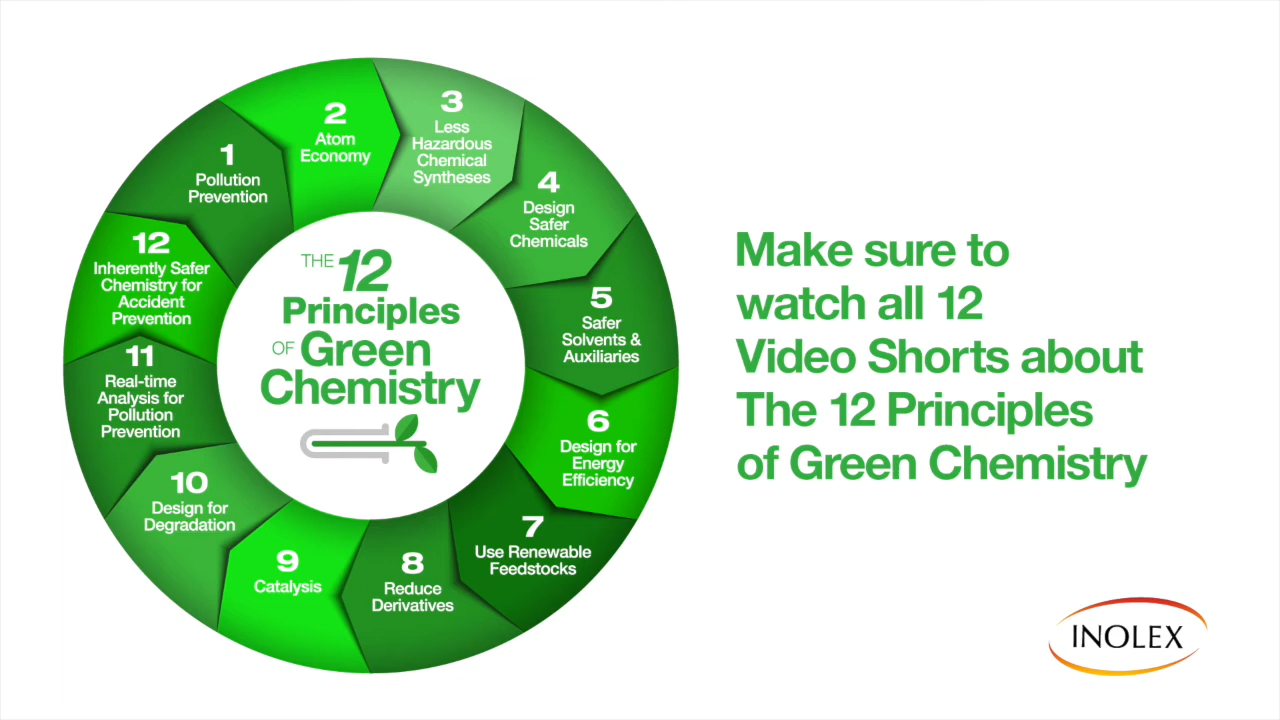 1
Pollution
Prevention
2
Atom
Economy
3
Less
Hazardous
Chemical
Syntheses
4
Design
Safer
Chemicals
5
Safer
Solvents &
Auxiliaries
6
Design for
Energy
Efficiency
7
Use Renewable
Feedstocks
8
Reduce
Derivatives
9
Catalysis
10
Design for
Degradation
11
Real-time
Analysis for
Pollution
Prevention
12
Inherently Safer
Chemistry for
Accident
Prevention
THE 12
Principles
OF Green
Chemistry
Make sure to
watch all 12
Video Shorts about
The 12 Principles
of Green Chemistry
INOLEX